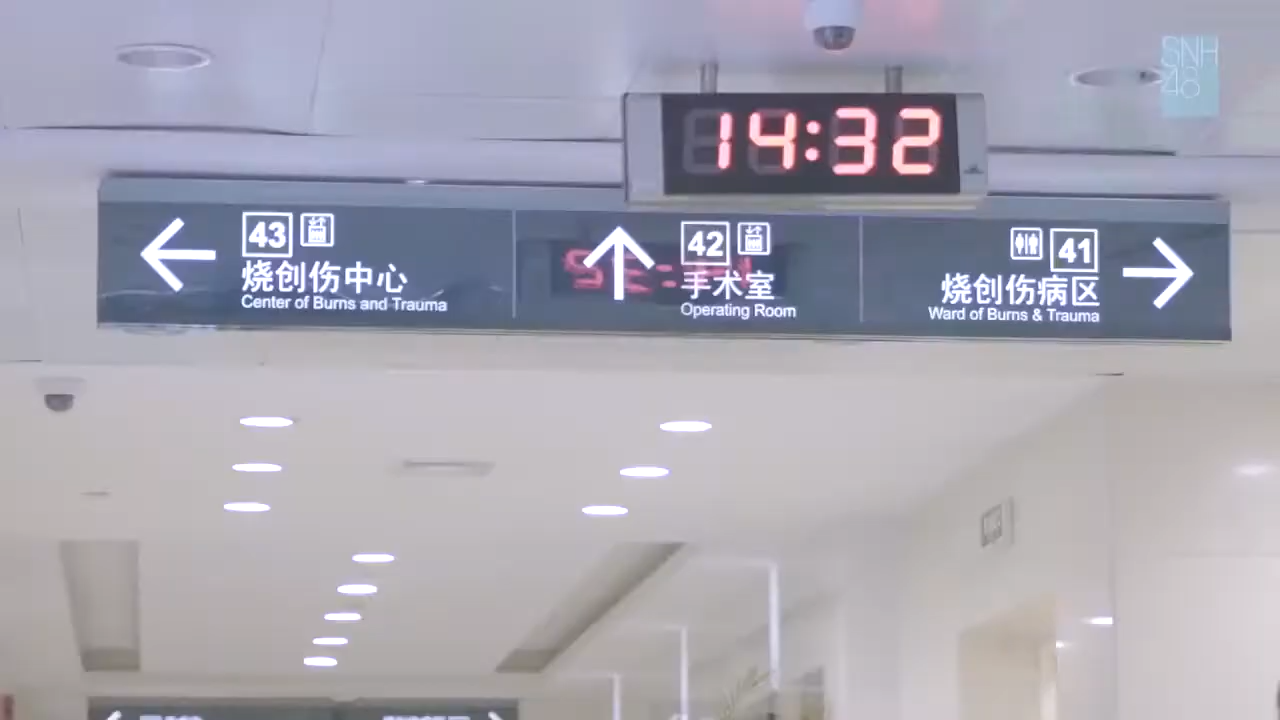 SNH
48
14:32
43
烧创伤中心
Center of Burns and Trauma
42
手术室
Operating Room
41
烧创伤病区
Ward of Burns & Trauma